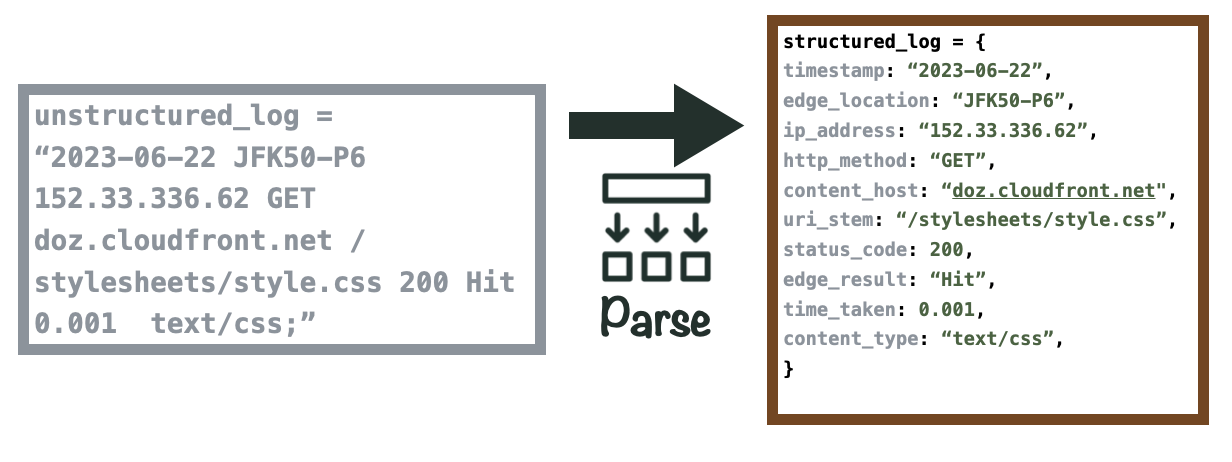 unstructured_log =
“2023-06-22 JFK50-P6
152.33.336.62 GET
doz.cloudfront.net /
stylesheets/style.css 200 Hit
0.001  text/css;”
Parse
structured_log = {
timestamp: “2023-06-22”,
edge_location: “JFK50-P6”,
ip_address: “152.33.336.62”,
http_method: “GET”,
content_host: “doz.cloudfront.net",
uri_stem: “/stylesheets/style.css”,
status_code: 200,
edge_result: “Hit”,
time_taken: 0.001,
content_type: “text/css”,
}